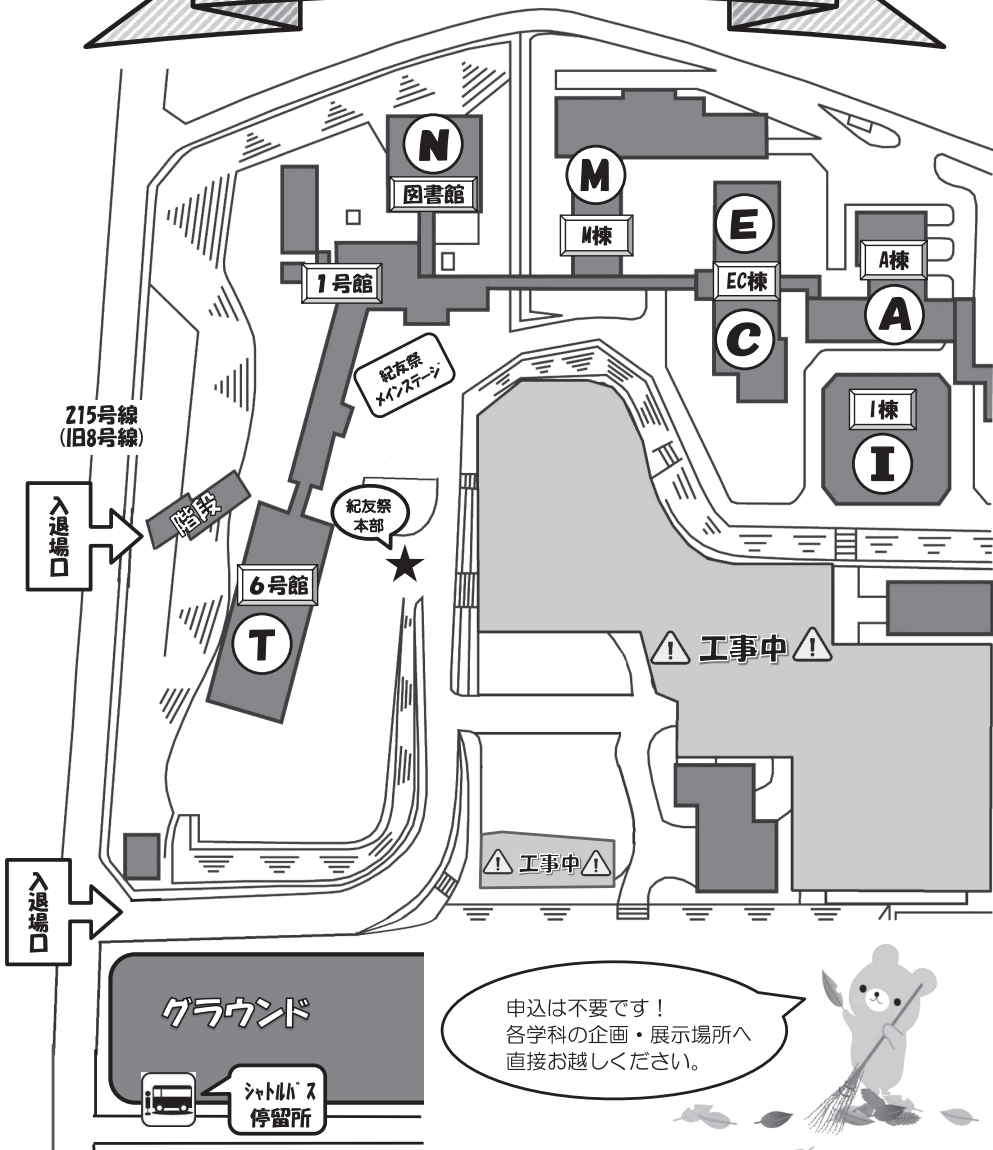 N
図書館
M
M棟
E
EC棟
C
A棟
A
1号館
紀友祭
メインステージ
I棟
I
215号線
(旧8号線)
入退場口
階段
紀友祭
本部
★
6号館
T
工事中
工事中
入退場口
グラウンド
シャトルバス
停留所
申込は不要です！
各学科の企画・展示場所へ
直接お越しください。